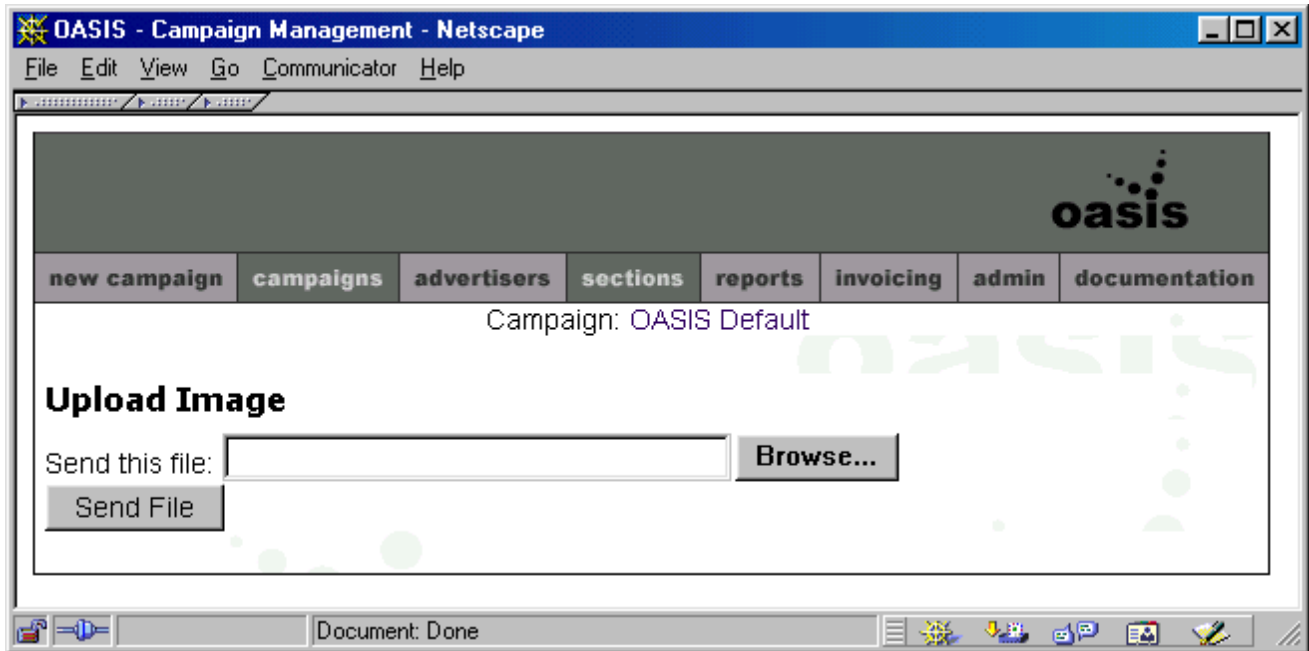 OASIS - Campaign Management - Netscape
File Edit View Go Communicator Help
oasis
new campaign campaigns advertisers sections reports invoicing admin documentation
Campaign: OASIS Default
oasis
Upload Image
Send this file: Browse...
Send File
Document: Done